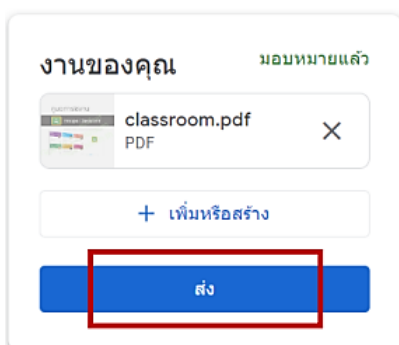 งานของคุณ
มอบหมายแล้ว
classroom.pdf
PDF
+ เพิ่มหรือสร้าง
ส่ง